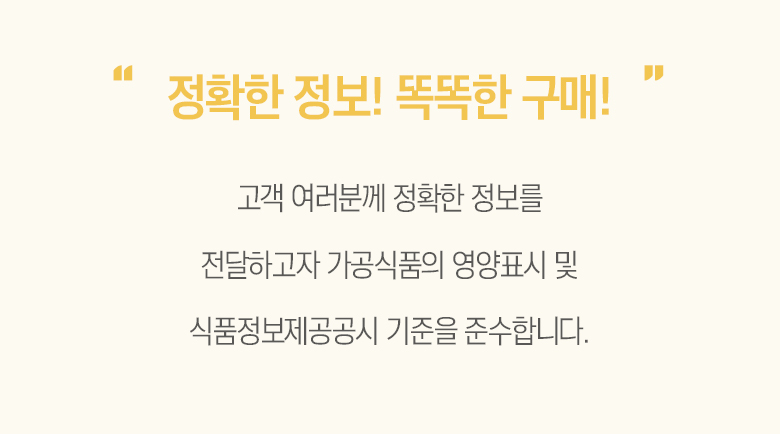 “ 정확한 정보! 똑똑한 구매! ”
고객 여러분께 정확한 정보를
전달하고자 가공식품의 영양표시 및
식품정보제공공시 기준을 준수합니다.